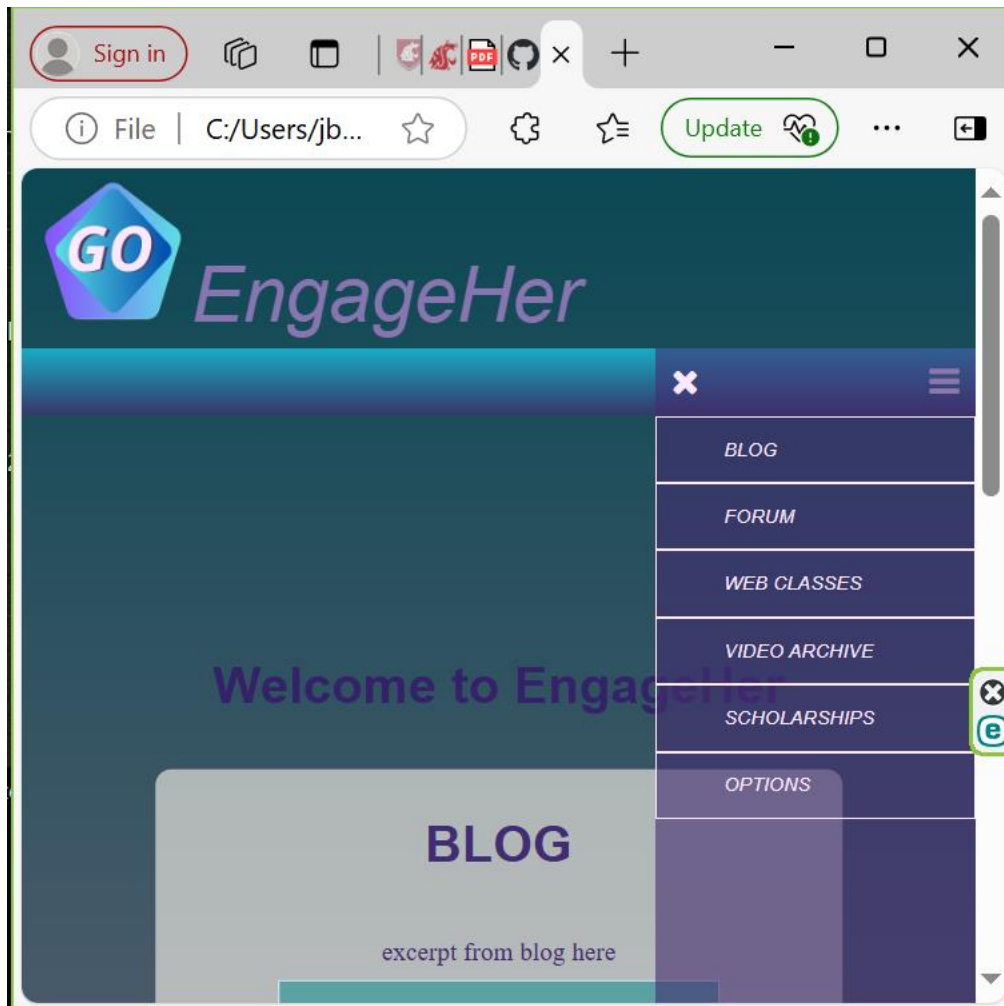 Sign in
PDF
File | C:/Users/jb...
Update
GO
EngageHer
BLOG
FORUM
WEB CLASSES
VIDEO ARCHIVE
Welcome to EngageHer
SCHOLARSHIPS
OPTIONS
BLOG
excerpt from blog here
e